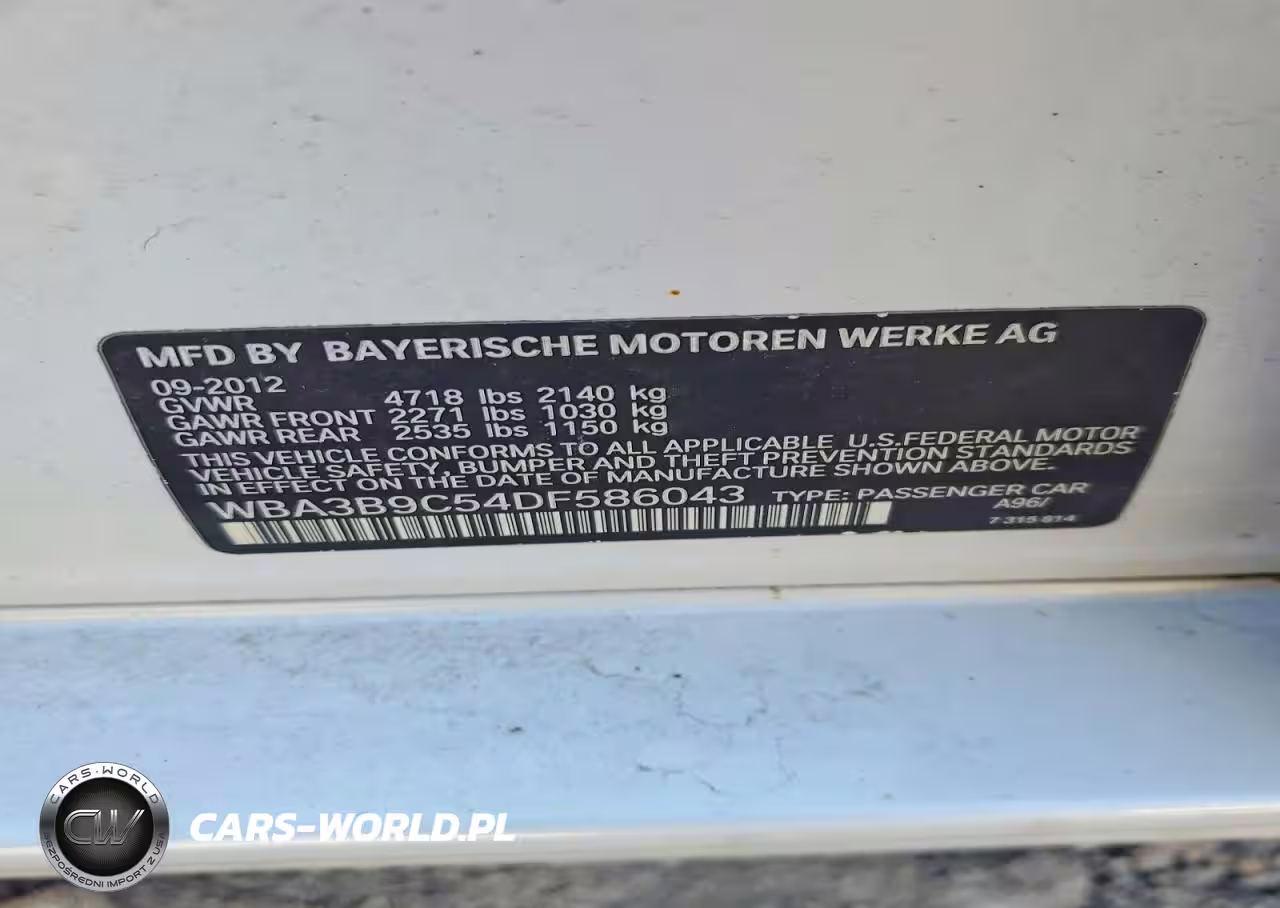 MFD BY BAYERISCHE MOTOREN WERKE AG
09-2012
GVWR 4718 lbs 2140 kg
GAWR FRONT 2271 lbs 1030 kg
GAWR REAR 2535 lbs 1150 kg
THIS VEHICLE CONFORMS TO ALL APPLICABLE U.S.FEDERAL MOTOR
VEHICLE SAFETY, BUMPER AND THEFT PREVENTION STANDARDS
IN EFFECT ON THE DATE OF MANUFACTURE SHOWN ABOVE.
WBA3B9C54DF586043 TYPE: PASSENGER CAR
A96/
7 315 814
CARS-WORLD
CW
BEZPOŚREDNI IMPORT Z USA
CARS-WORLD.PL